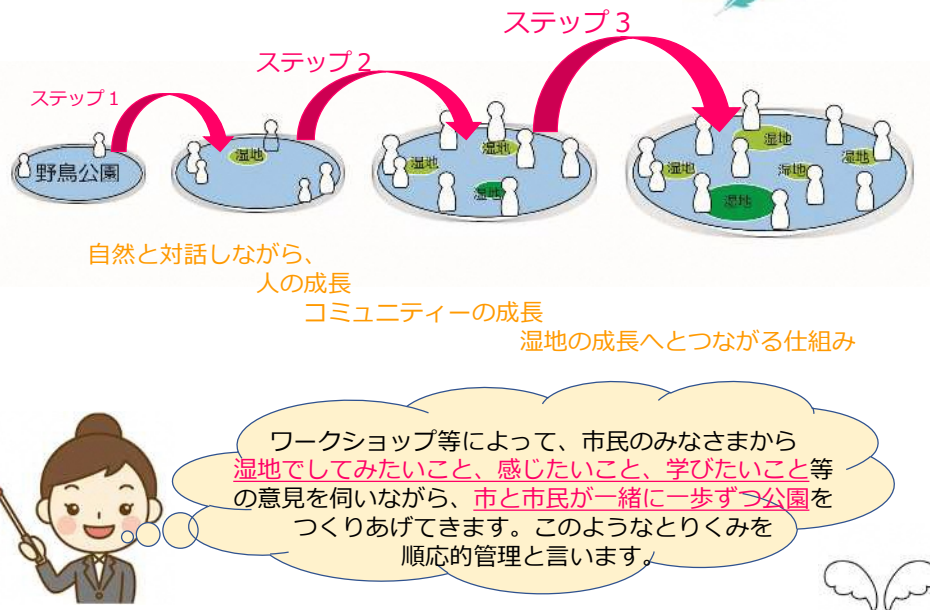 ステップ3
ステップ2
ステップ1
野鳥公園
湿地
湿地
湿地
湿地
湿地
湿地
湿地
湿地
湿地
自然と対話しながら、
人の成長
コミュニティーの成長
湿地の成長へとつながる仕組み
ワークショップ等によって、市民のみなさまから
湿地でしてみたいこと、感じたいこと、学びたいこと等
の意見を伺いながら、市と市民が一緒に一歩ずつ公園を
つくりあげてきます。このようなとりくみを
順応的管理と言います。